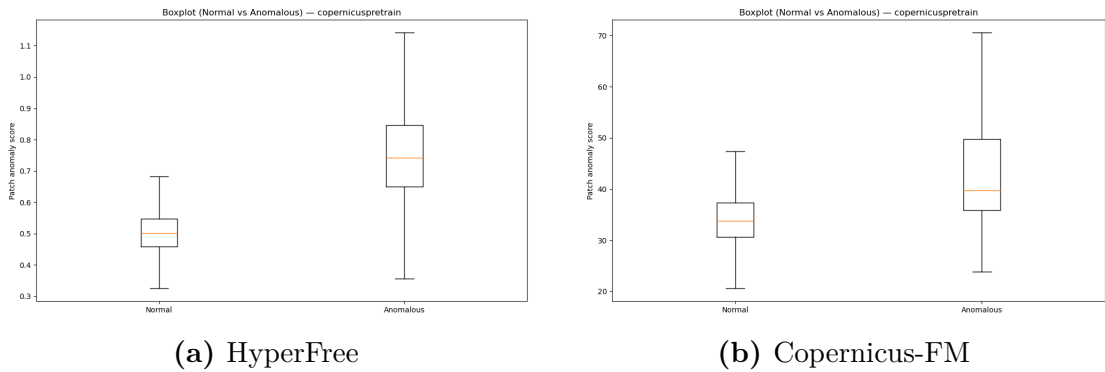 Boxplot (Normal vs Anomalous) — copernicuspretrain
Patch anomaly score
1.1
1.0
0.9
0.8
0.7
0.6
0.5
0.4
0.3
Normal
Anomalous
(a) HyperFree
Boxplot (Normal vs Anomalous) — copernicuspretrain
Patch anomaly score
70
60
50
40
30
20
Normal
Anomalous
(b) Copernicus-FM